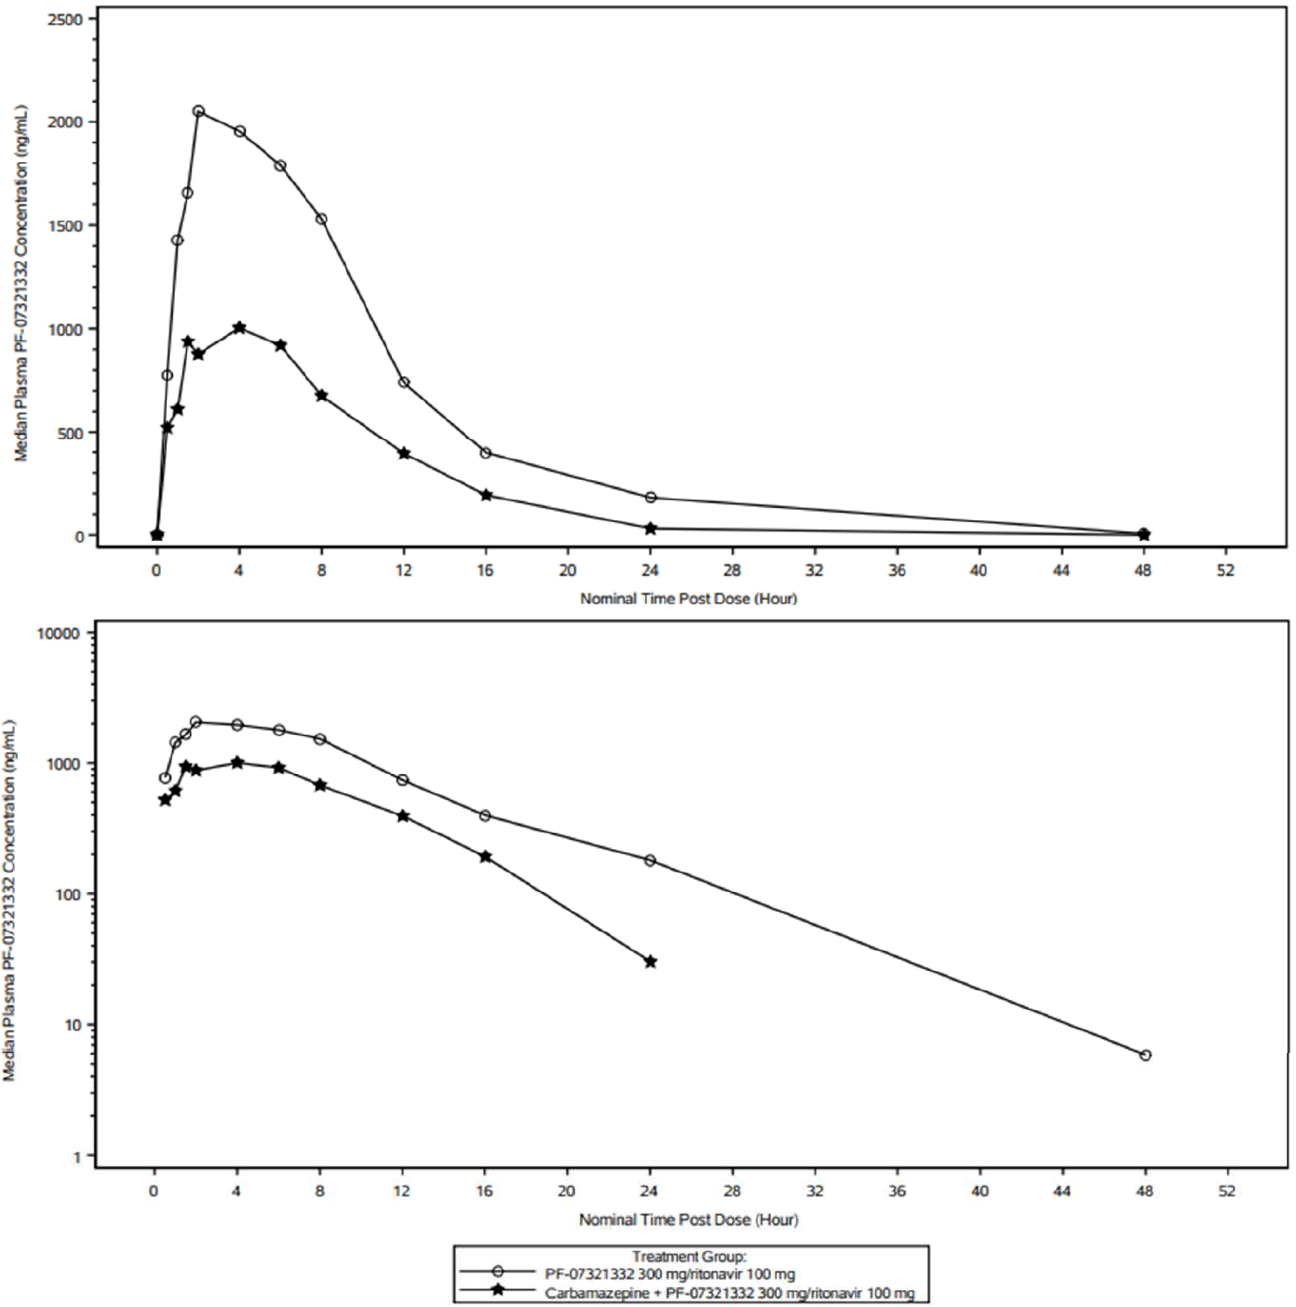 2500
2000
1500
1000
500
0
Median Plasma PF-07321332 Concentration (ng/mL)
0 4 8 12 16 20 24 28 32 36 40 44 48 52
Nominal Time Post Dose (Hour)
10000
1000
100
10
1
Median Plasma PF-07321332 Concentration (ng/mL)
0 4 8 12 16 20 24 28 32 36 40 44 48 52
Nominal Time Post Dose (Hour)
Treatment Group:
PF-07321332 300 mg/ritonavir 100 mg
Carbamazepine + PF-07321332 300 mg/ritonavir 100 mg